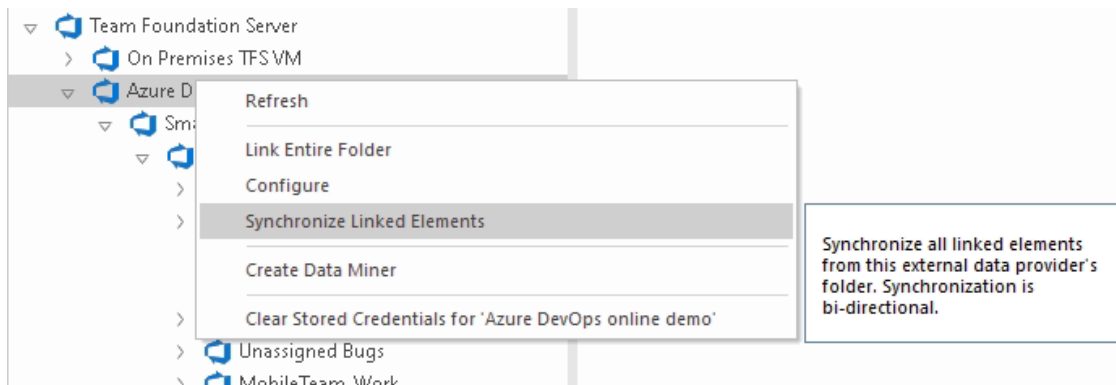 Team Foundation Server
On Premises TFS VM
Azure D
Refresh
Sma
Link Entire Folder
Configure
Synchronize Linked Elements
Synchronize all linked elements
from this external data provider's
folder. Synchronization is
bi-directional.
Create Data Miner
Clear Stored Credentials for 'Azure DevOps online demo'
Unassigned Bugs
MobileTeam Work